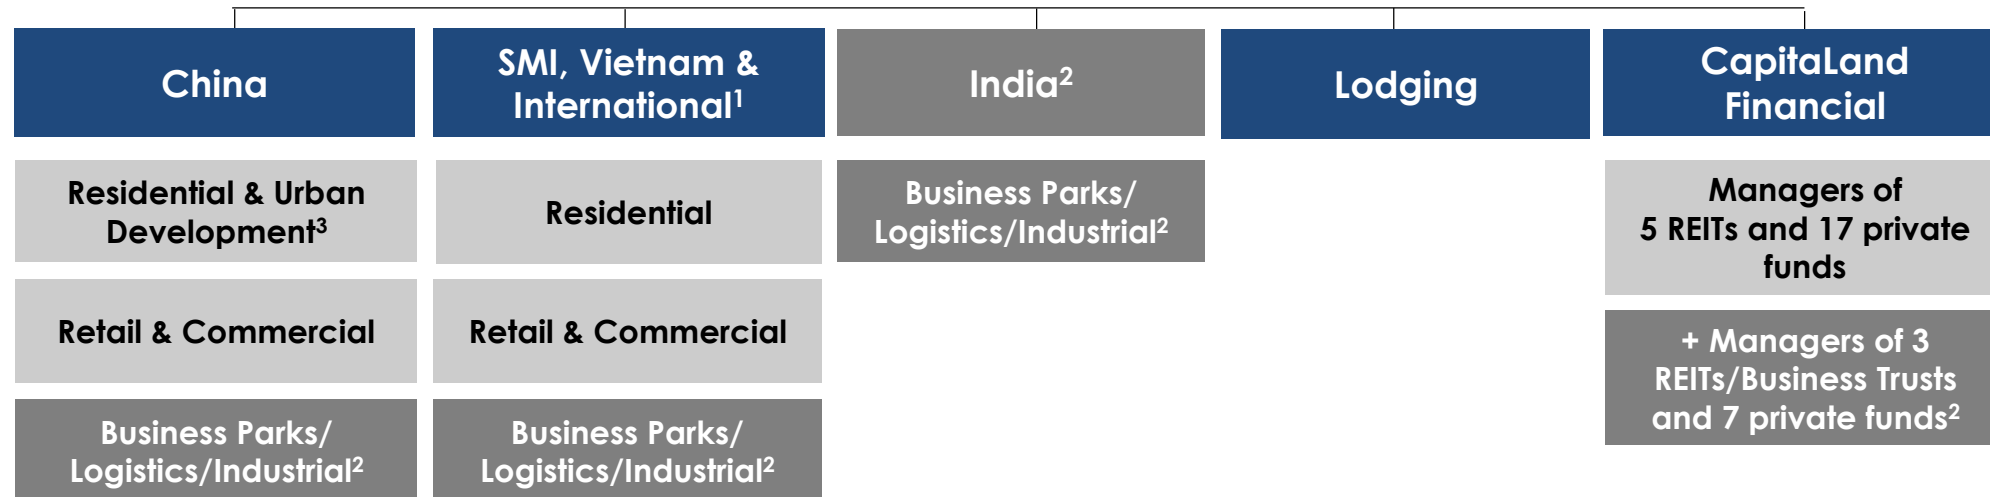 China
SMI, Vietnam &
International¹
India²
Lodging
CapitaLand
Financial
Residential & Urban
Development³
Retail & Commercial
Business Parks/
Logistics/Industrial²
Residential
Retail & Commercial
Business Parks/
Logistics/Industrial²
Business Parks/
Logistics/Industrial²
Managers of
5 REITs and 17 private
funds
+ Managers of 3
REITs/Business Trusts
and 7 private funds²